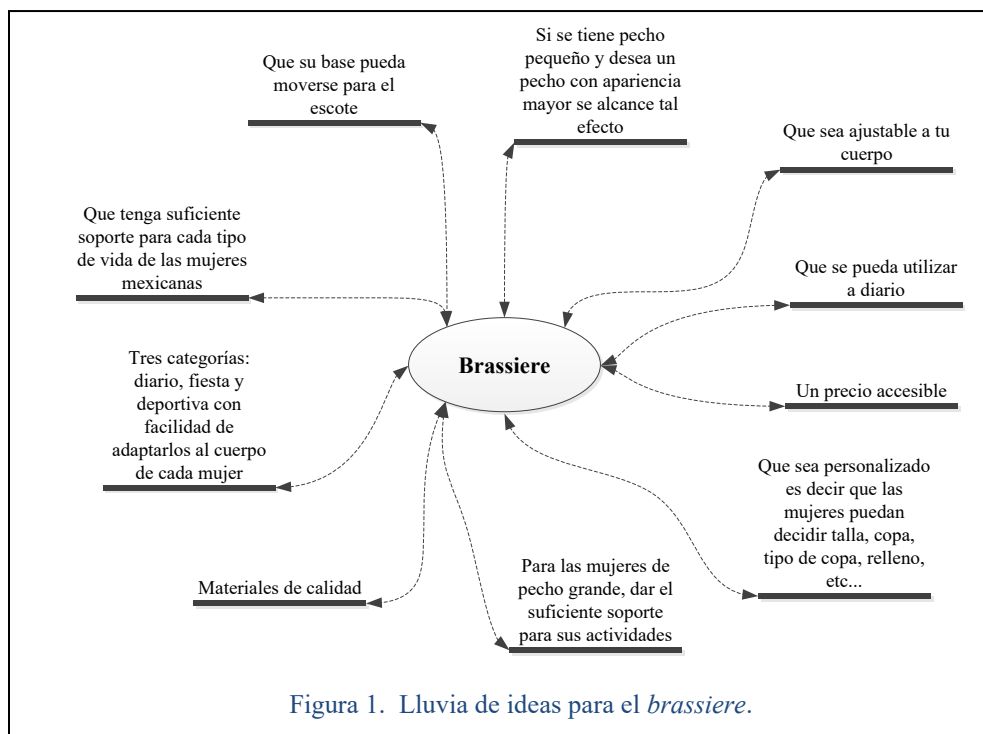 Que su base pueda
moverse para el
escote
Si se tiene pecho
pequeño y desea un
pecho con apariencia
mayor se alcance tal
efecto
Que sea ajustable a tu
cuerpo
Que tenga suficiente
soporte para cada tipo
de vida de las mujeres
mexicanas
Que se pueda utilizar
a diario
Brassiere
Tres categorías:
diario, fiesta y
deportiva con
facilidad de
adaptarlos al cuerpo
de cada mujer
Un precio accesible
Que sea personalizado
es decir que las
mujeres puedan
decidir talla, copa,
tipo de copa, relleno,
etc...
Materiales de calidad
Para las mujeres de
pecho grande, dar el
suficiente soporte
para sus actividades
Figura 1. Lluvia de ideas para el brassiere.